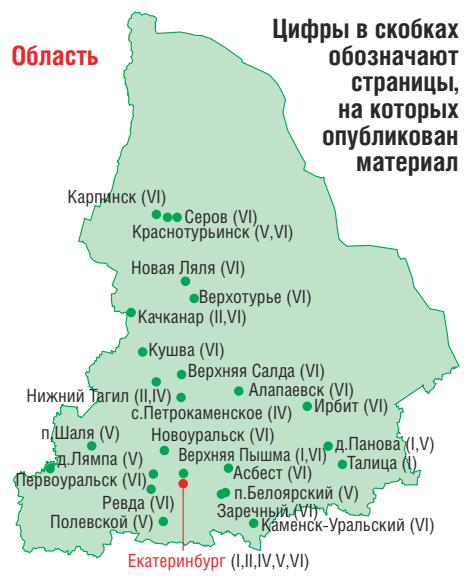 Область
Цифры в скобках
обозначают
страницы,
на которых
опубликован
материал
Карпинск (VI)
Серов (VI)
Краснотурьинск (V,VI)
Новая Ляля (VI)
Верхотурье (VI)
Качканар (II,VI)
Кушва (VI)
Верхняя Салда (VI)
Нижний Тагил (II,IV)
Алапаевск (VI)
с.Петрокаменское (IV)
Ирбит (VI)
п.Шаля (V)
Новоуральск (VI)
д.Панова (I,V)
д.Лямпа (V)
Верхняя Пышма (I,VI)
Талица (I)
Первоуральск (VI)
Асбест (VI)
Ревда (VI)
п.Белоярский (V)
Заречный (VI)
Полевской (V)
Каменск-Уральский (VI)
Екатеринбург (I,II,IV,V,VI)